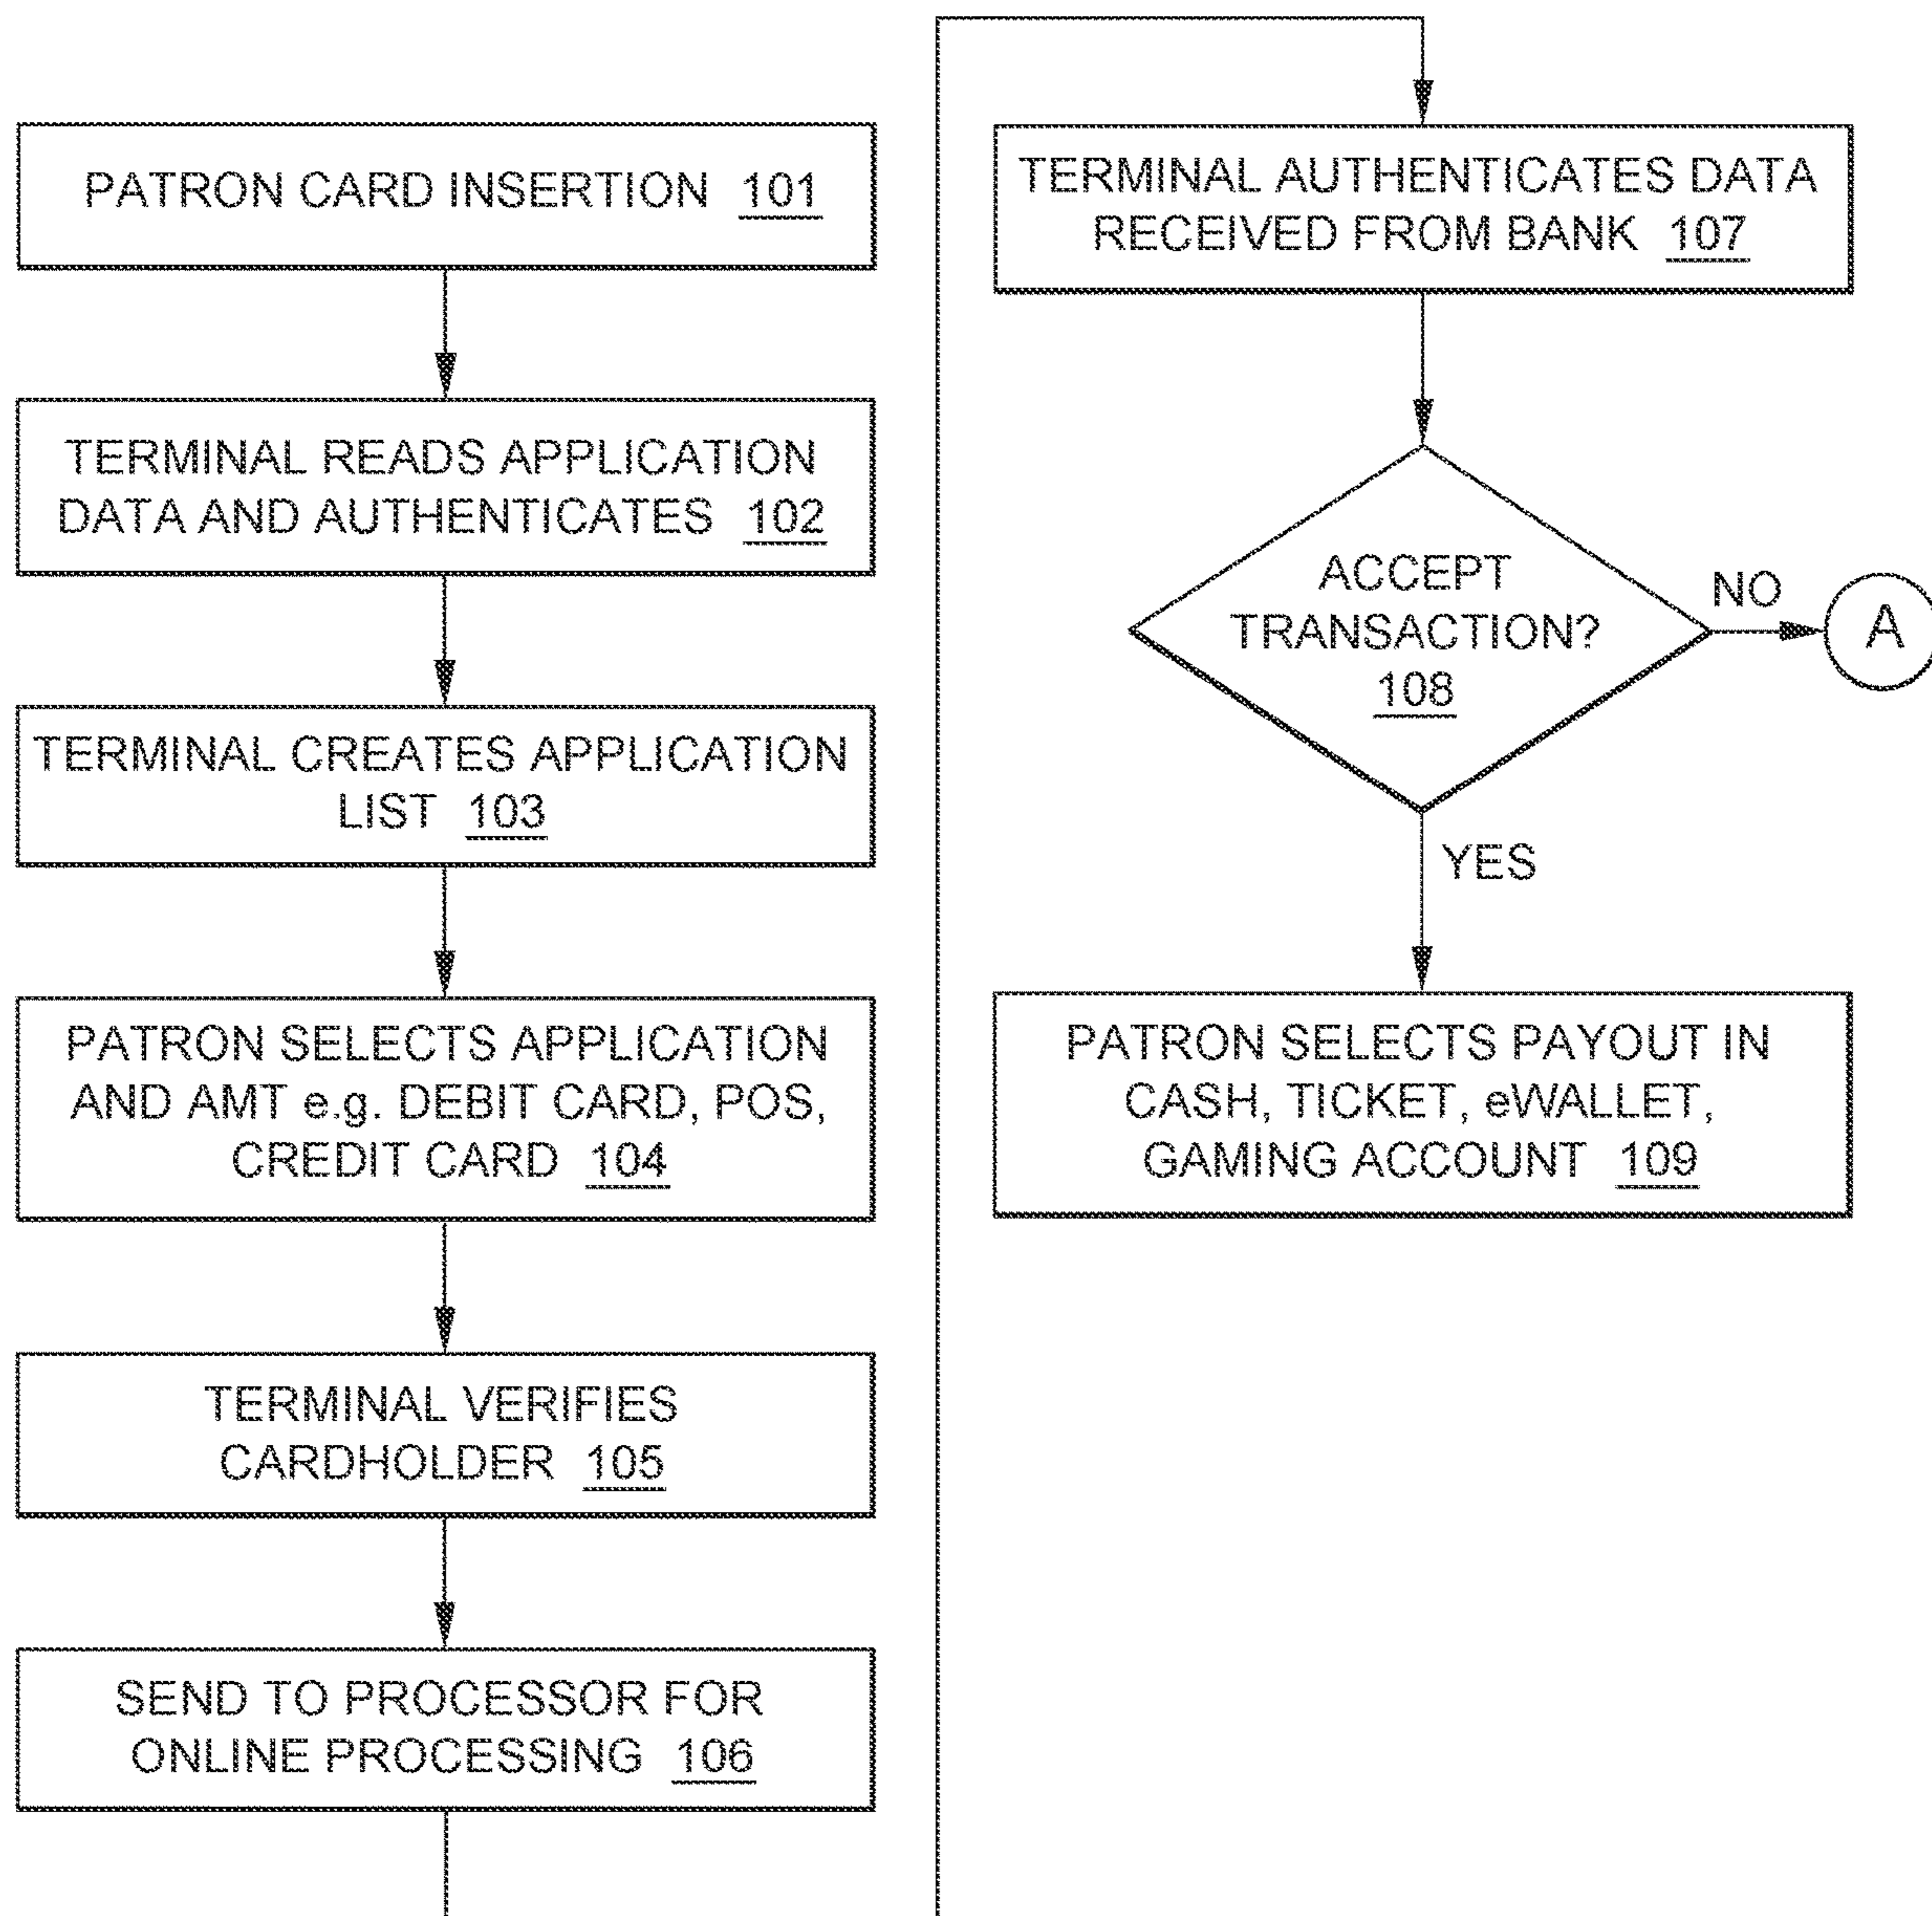 PATRON CARD INSERTION 101
TERMINAL READS APPLICATION
DATA AND AUTHENTICATES 102
TERMINAL CREATES APPLICATION
LIST 103
PATRON SELECTS APPLICATION
AND AMT e.g. DEBIT CARD, POS,
CREDIT CARD 104
TERMINAL VERIFIES
CARDHOLDER 105
SEND TO PROCESSOR FOR
ONLINE PROCESSING 106
TERMINAL AUTHENTICATES DATA
RECEIVED FROM BANK 107
ACCEPT
TRANSACTION?
108
NO
A
YES
PATRON SELECTS PAYOUT IN
CASH, TICKET, eWALLET,
GAMING ACCOUNT 109